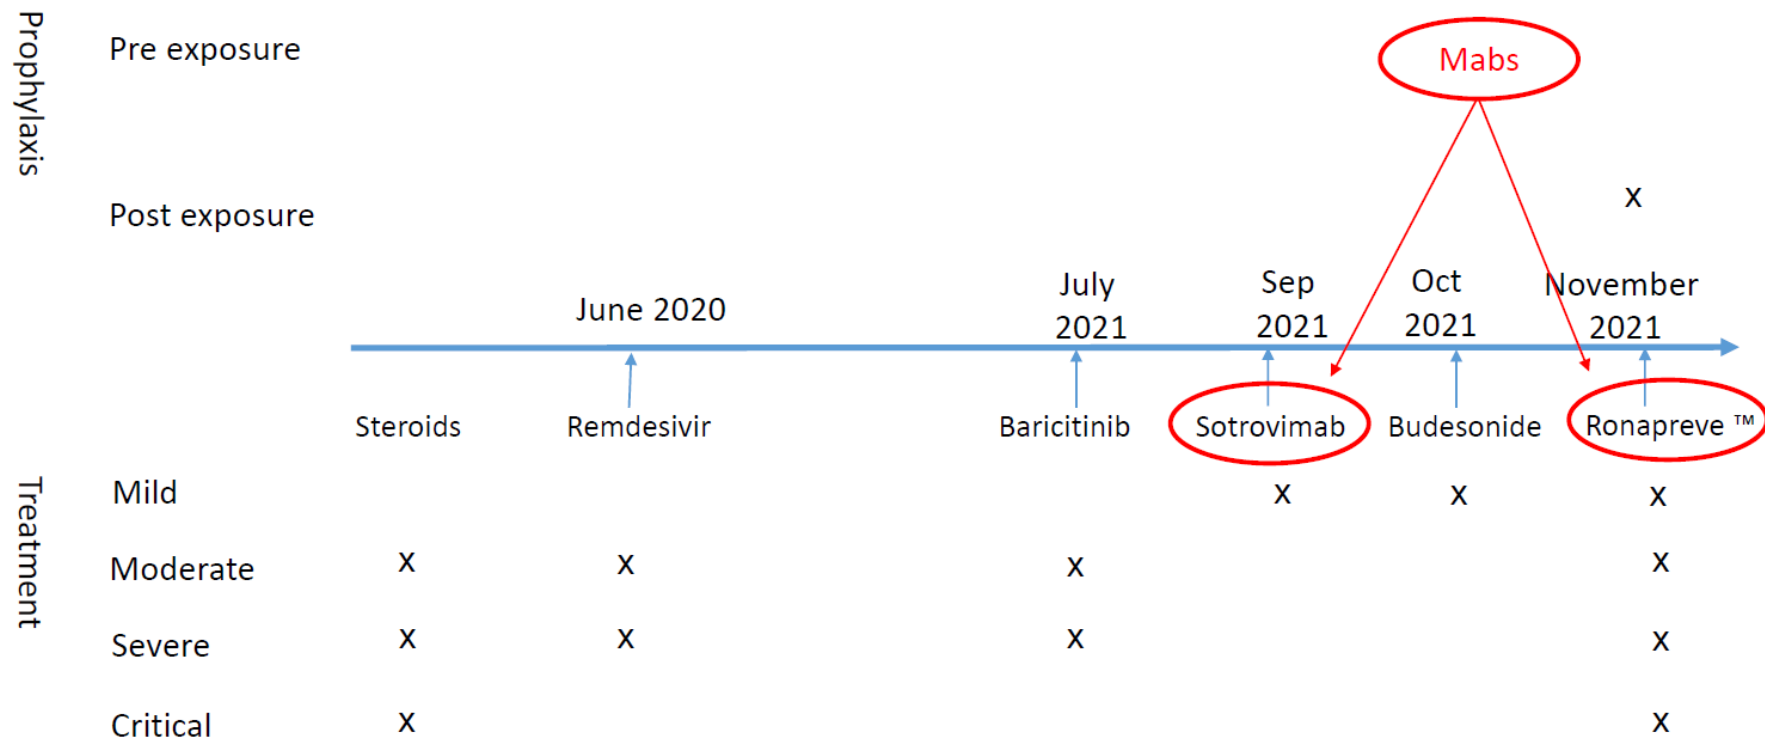 Prophylaxis
Pre exposure
Mabs
Post exposure
x
June 2020
July
2021
Sep
2021
Oct
2021
November
2021
Steroids
Remdesivir
Baricitinib
Sotrovimab
Budesonide
Ronapreve ™
Treatment
Mild
x x x
Moderate
x x x x
Severe
x x x x
Critical
x x